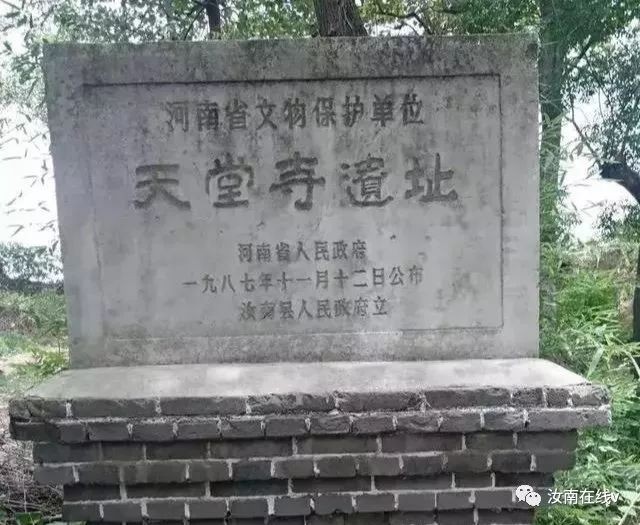 河南省文物保护单位
天堂寺遺址
河南省人民政府
一九八七年十一月十二日公布
汝南县人民政府立
汝南在线v